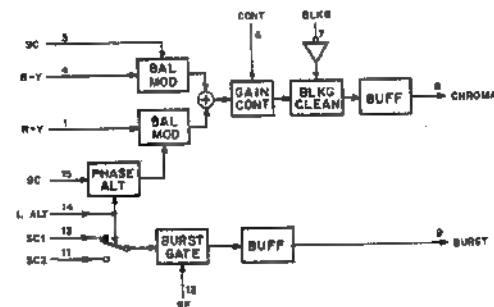 CONT
6
BLKG
7
SC 3
B-Y 4
BAL
MOD
GAIN
CONT
BLKG
CLEAN
BUFF
8 CHROMA
R-Y 1
BAL
MOD
SC 15
PHASE
ALT
L. ALT 14
SC1 13
SC2 11
BURST
GATE
BUFF
9 BURST
12